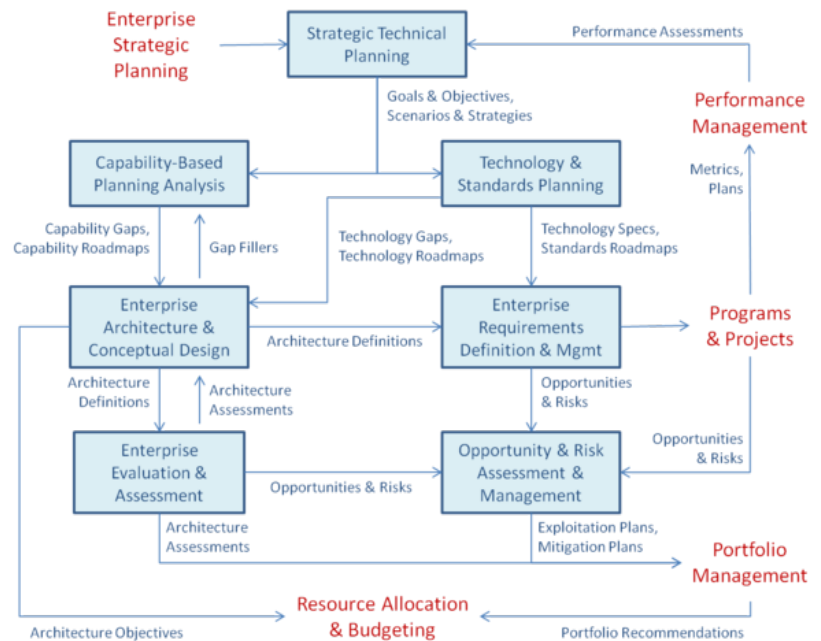 Enterprise
Strategic
Planning
Strategic Technical
Planning
Performance Assessments
Goals & Objectives,
Scenarios & Strategies
Performance
Management
Capability-Based
Planning Analysis
Technology &
Standards Planning
Metrics,
Plans
Capability Gaps,
Capability Roadmaps
Gap Fillers
Technology Gaps,
Technology Roadmaps
Technology Specs,
Standards Roadmaps
Enterprise
Architecture &
Conceptual Design
Architecture Definitions
Enterprise
Requirements
Definition & Mgmt
Programs
& Projects
Architecture
Definitions
Architecture
Assessments
Opportunities
& Risks
Opportunities
& Risks
Enterprise
Evaluation &
Assessment
Opportunities & Risks
Opportunity & Risk
Assessment &
Management
Architecture
Assessments
Exploitation Plans,
Mitigation Plans
Portfolio
Management
Resource Allocation
& Budgeting
Architecture Objectives
Portfolio Recommendations